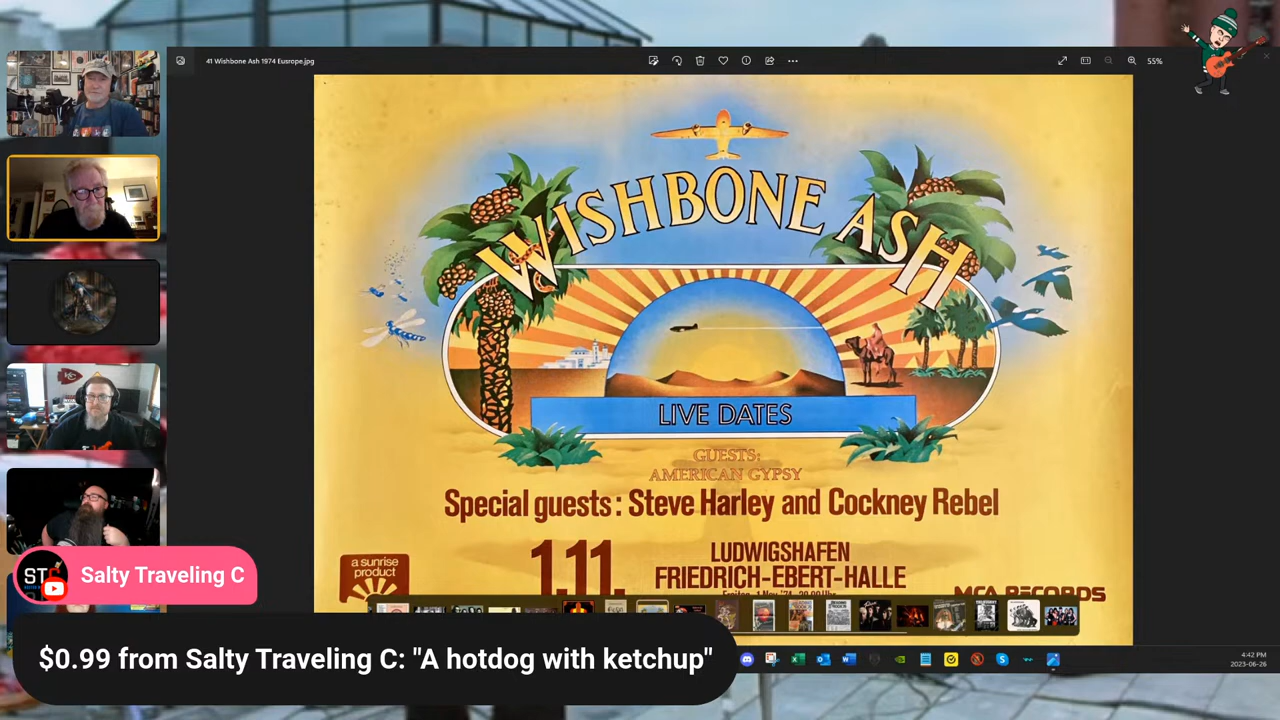 41 Wishbone Ash 1974 Eusrope.jpg
55%
WISHBONE ASH
LIVE DATES
GUESTS:
AMERICAN GYPSY
Special guests: Steve Harley and Cockney Rebel
a sunrise
product
1.11.
LUDWIGSHAFEN
FRIEDRICH-EBERT-HALLE
MCA RECORDS
KC
Salty Traveling C
$0.99 from Salty Traveling C: "A hotdog with ketchup"
4:42 PM
2023-06-26